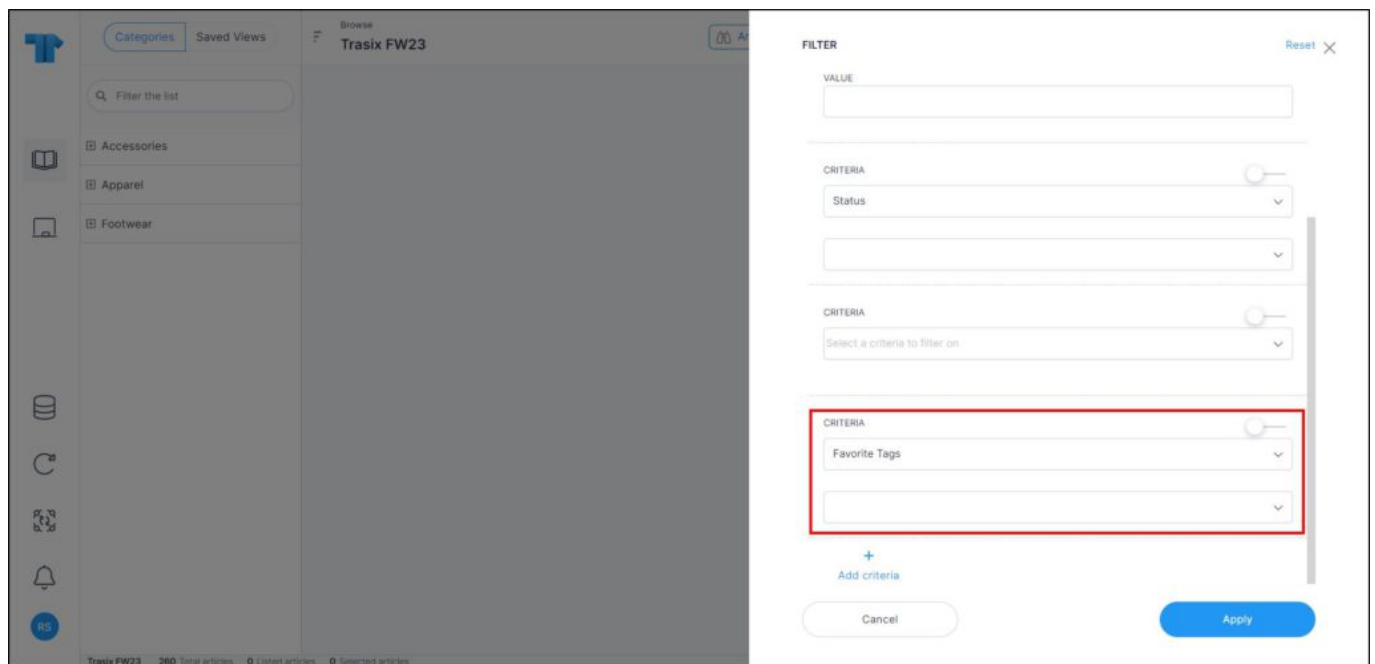 Categories
Saved Views
Browse
Trasix FW23
Filter the list
Accessories
Apparel
Footwear
RS
Trasix FW23 260 Total articles 0 Listed articles 0 Selected articles
FILTER
Reset
VALUE
CRITERIA
Status
CRITERIA
Select a criteria to filter on
CRITERIA
Favorite Tags
+
Add criteria
Cancel
Apply